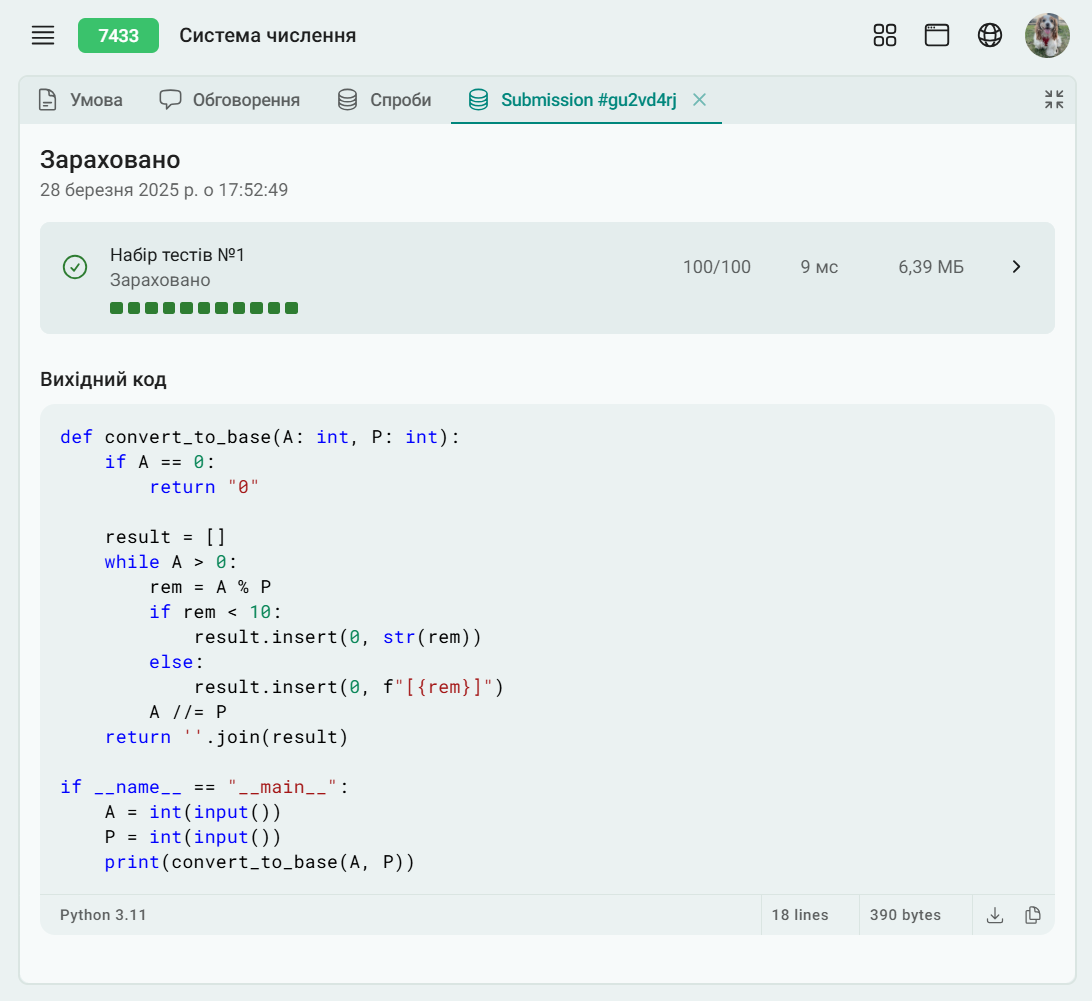 7433 Система числення
Умова Обговорення Спроби Submission #gu2vd4rj
Зараховано
28 березня 2025 р. о 17:52:49
Набір тестів №1
Зараховано
100/100 9 мс 6,39 МБ
Вихідний код
def convert_to_base(A: int, P: int):
    if A == 0:
        return "0"
    result = []
    while A > 0:
        rem = A % P
        if rem < 10:
            result.insert(0, str(rem))
        else:
            result.insert(0, f"[{rem}]")
        A //= P
    return ''.join(result)
if __name__ == "__main__":
    A = int(input())
    P = int(input())
    print(convert_to_base(A, P))
Python 3.11 18 lines 390 bytes